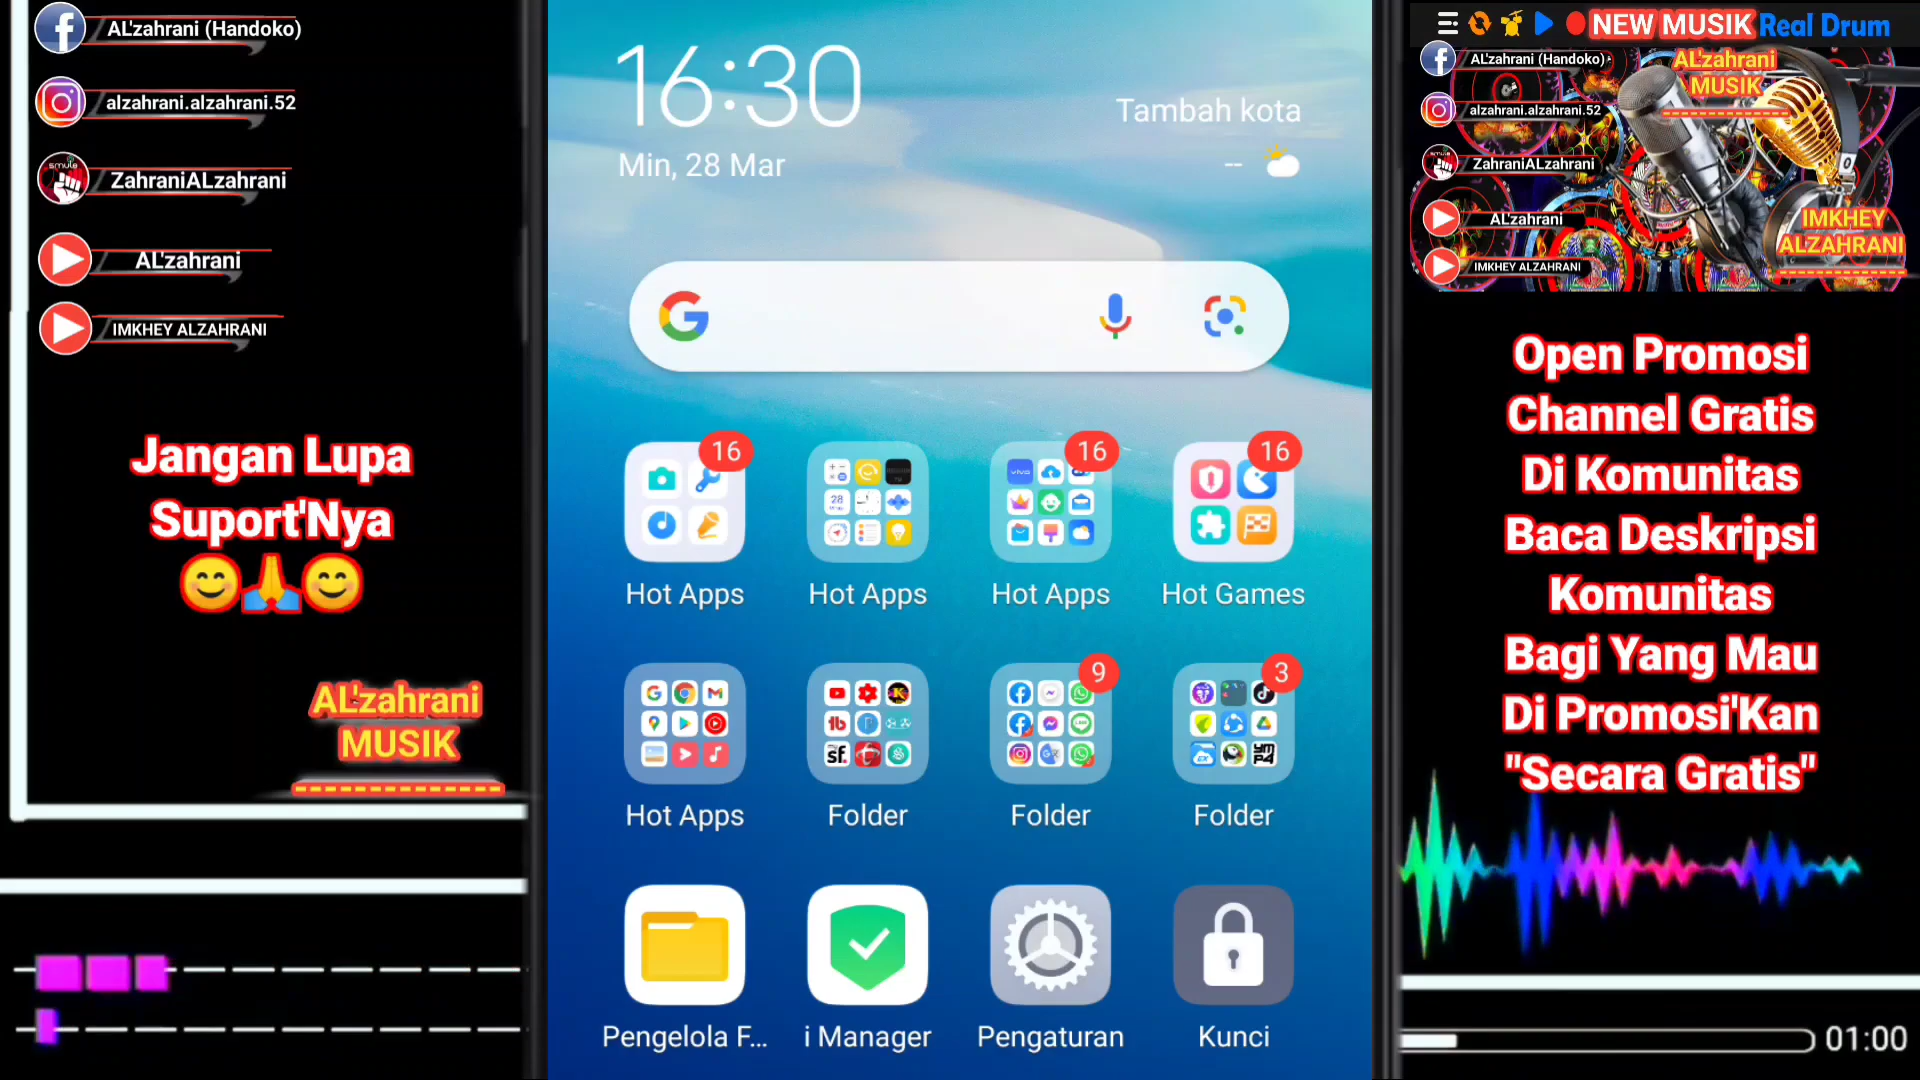 AL'zahrani (Handoko)
alzahrani.alzahrani.52
ZahraniALzahrani
AL'zahrani
IMKHEY ALZAHRANI
Jangan Lupa
Suport'Nya
😊🙏😊
AL'zahrani
MUSIK
16:30
Min, 28 Mar
Tambah kota
--
16
16
16
Hot Apps
Hot Apps
Hot Apps
Hot Games
9
3
Hot Apps
Folder
Folder
Folder
Pengelola F...
i Manager
Pengaturan
Kunci
NEW MUSIK Real Drum
AL'zahrani (Handoko)
alzahrani.alzahrani.52
ZahraniALzahrani
AL'zahrani
IMKHEY ALZAHRANI
AL'zahrani
MUSIK
IMKHEY
ALZAHRANI
Open Promosi
Channel Gratis
Di Komunitas
Baca Deskripsi
Komunitas
Bagi Yang Mau
Di Promosi'Kan
"Secara Gratis"
01:00